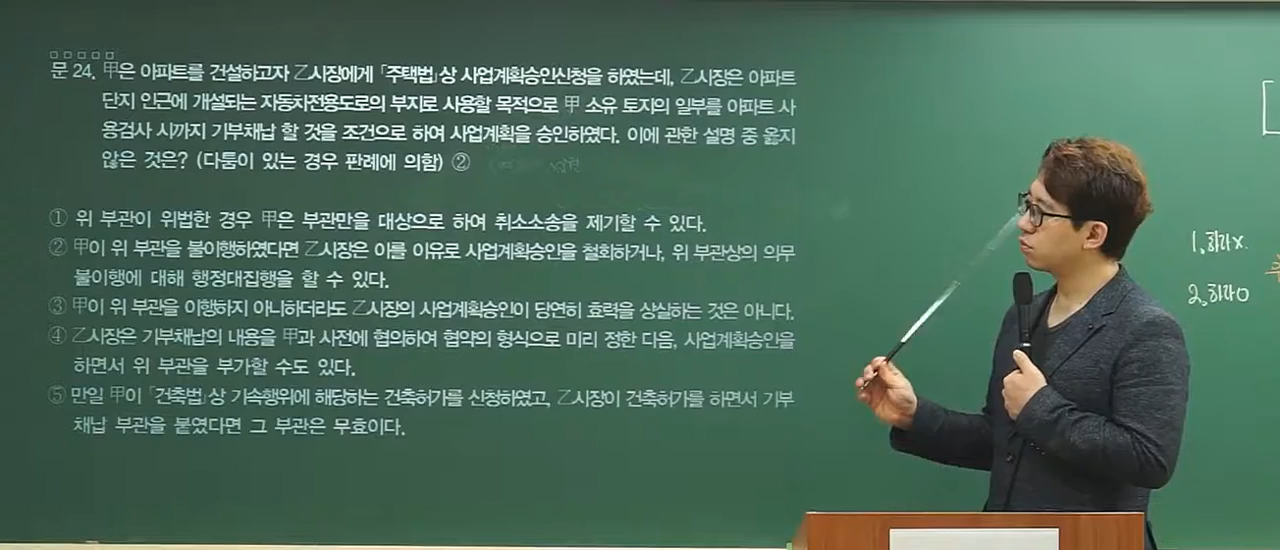 문 24. 甲은 아파트를 건설하고자 乙시장에게 「주택법」상 사업계획승인신청을 하였는데, 乙시장은 아파트
단지 인근에 개설되는 자동차전용도로의 부지로 사용할 목적으로 甲 소유 토지의 일부를 아파트 사
용검사 시까지 기부채납 할 것을 조건으로 하여 사업계획을 승인하였다. 이에 관한 설명 중 옳지
않은 것은? (다툼이 있는 경우 판례에 의함) ②
① 위 부관이 위법한 경우 甲은 부관만을 대상으로 하여 취소소송을 제기할 수 있다.
② 甲이 위 부관을 불이행하였다면 乙시장은 이를 이유로 사업계획승인을 철회하거나, 위 부관상의 의무
불이행에 대해 행정대집행을 할 수 있다.
③ 甲이 위 부관을 이행하지 아니하더라도 乙시장의 사업계획승인이 당연히 효력을 상실하는 것은 아니다.
④ 乙시장은 기부채납의 내용을 甲과 사전에 협의하여 협약의 형식으로 미리 정한 다음, 사업계획승인을
하면서 위 부관을 부가할 수도 있다.
⑤ 만일 甲이 「건축법」상 기속행위에 해당하는 건축허가를 신청하였고, 乙시장이 건축허가를 하면서 기부
채납 부관을 붙였다면 그 부관은 무효이다.
1. 하라x.
2. 하라o